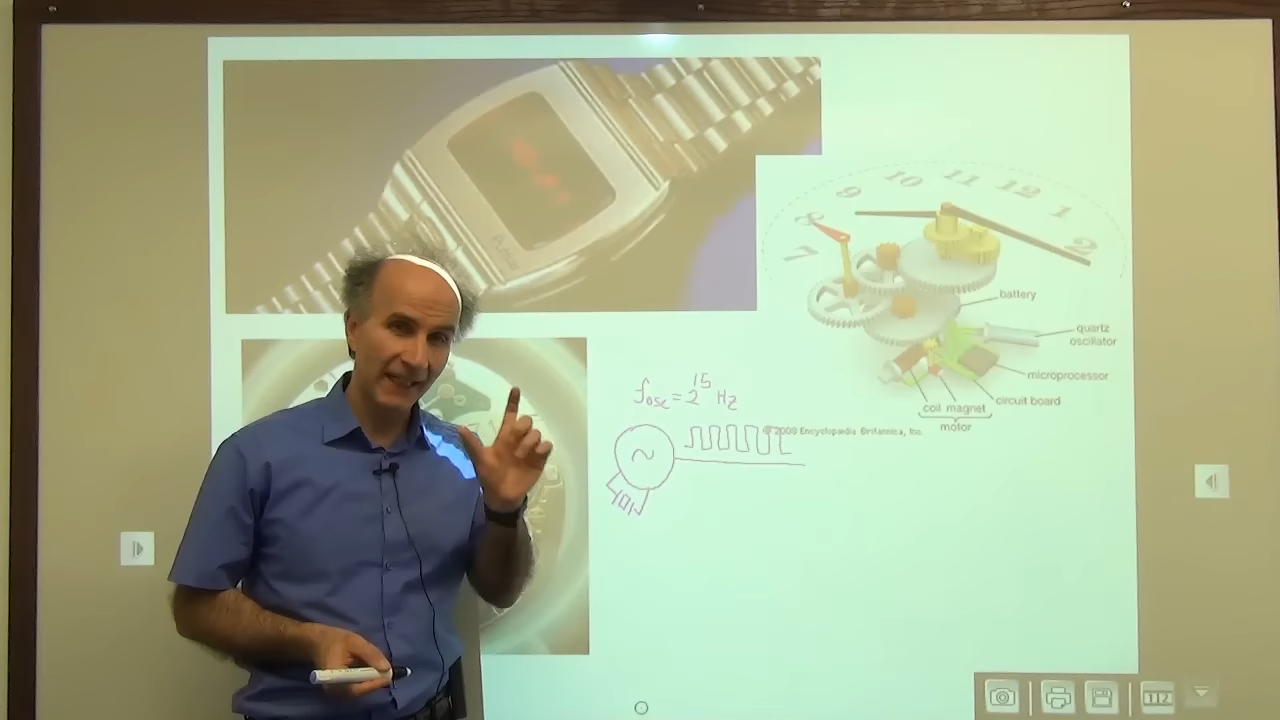 Pulsar
9 10 11 12 1
8 2
7
battery
quartz
oscillator
microprocessor
circuit board
coil magnet
motor
© 2009 Encyclopædia Britannica, Inc.
fosc = 2^15 Hz
~
112